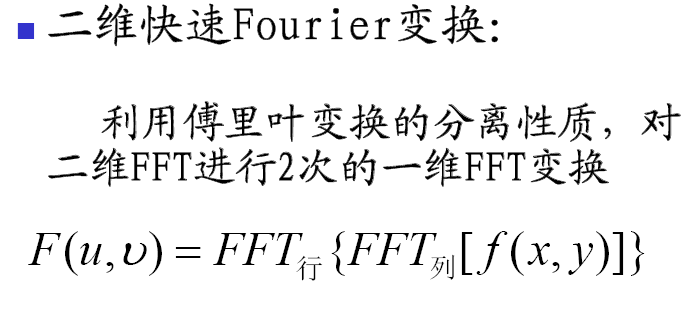 二维快速Fourier变换:
利用傅里叶变换的分离性质, 对
二维FFT进行2次的一维FFT变换
F(u,υ) = FFT行{FFT列[f(x,y)]}